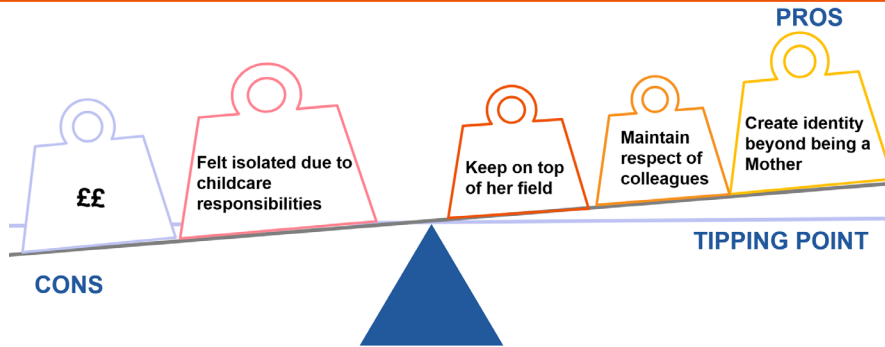 PROS
££
Felt isolated due to
childcare
responsibilities
Keep on top
of her field
Maintain
respect of
colleagues
Create identity
beyond being a
Mother
TIPPING POINT
CONS